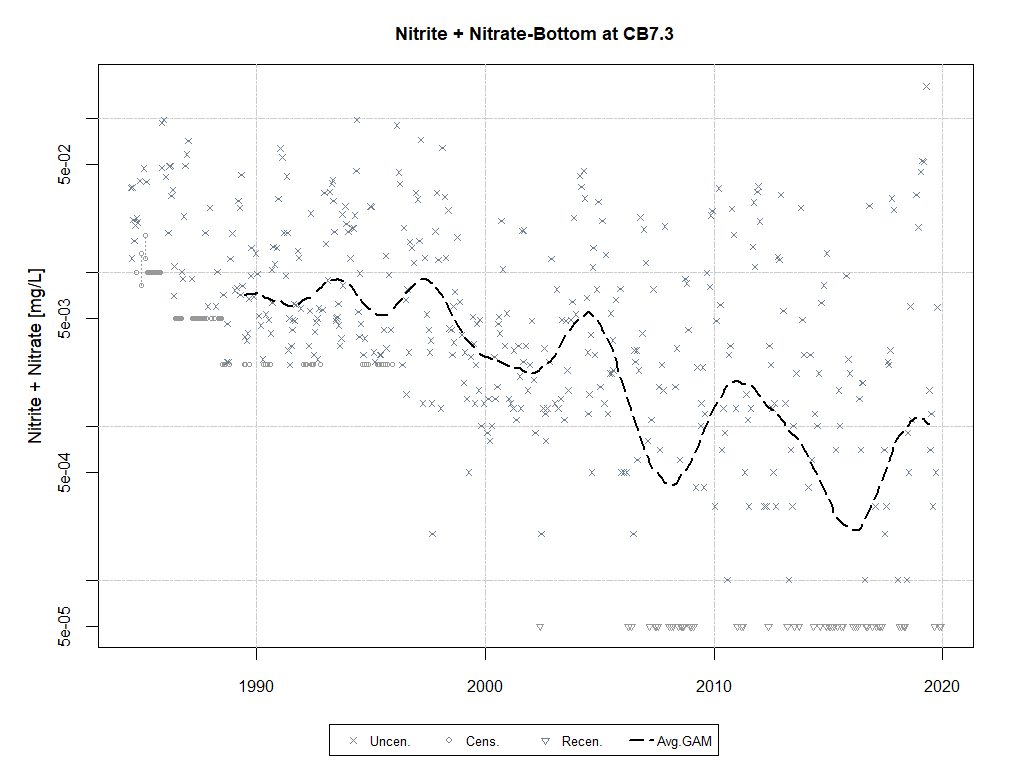 Nitrite + Nitrate-Bottom at CB7.3
Nitrite + Nitrate [mg/L]
5e-02
5e-03
5e-04
5e-05
1990 2000 2010 2020
Uncen. Cens. Recen. Avg.GAM